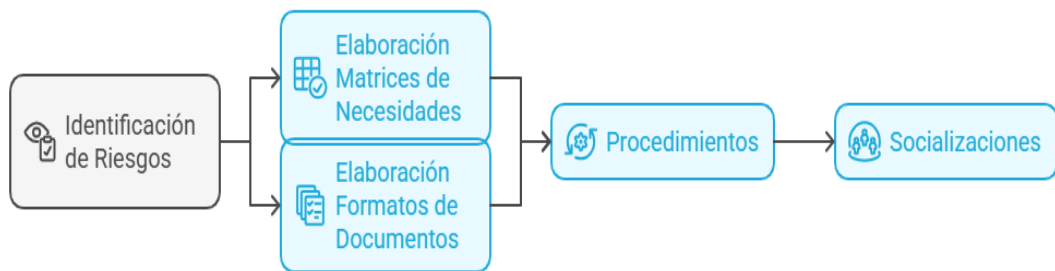 Identificación
de Riesgos
Elaboración
Matrices de
Necesidades
Elaboración
Formatos de
Documentos
Procedimientos
Socializaciones